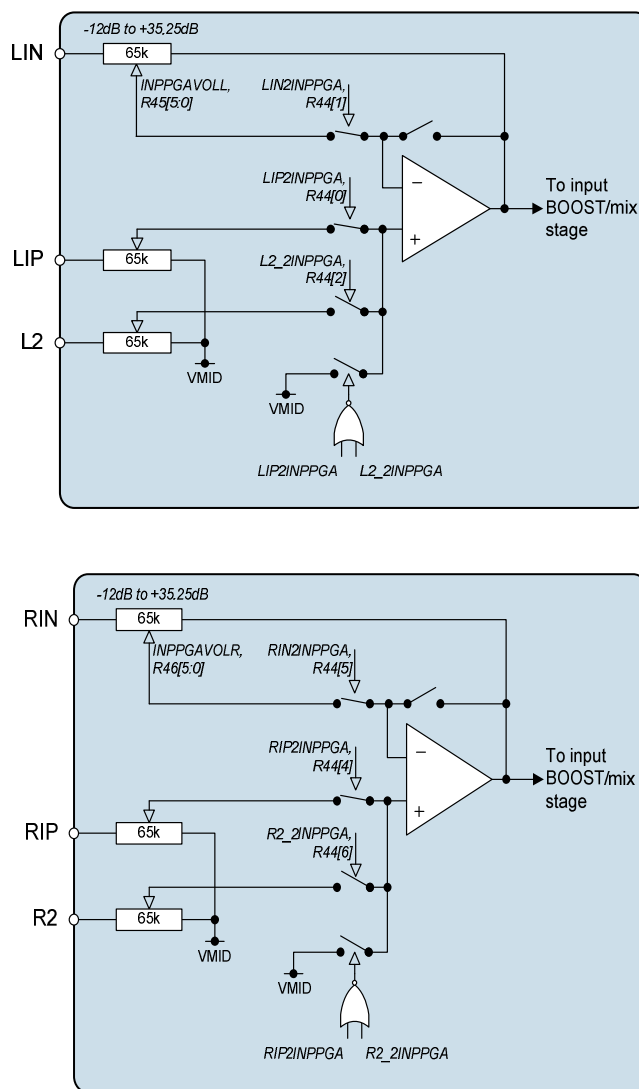 -12dB to +35.25dB
LIN
65k
INPPGAVOLL,
R45[5:0]
LIN2INPPGA,
R44[1]
LIP2INPPGA,
R44[0]
−
+
To input
BOOST/mix
stage
LIP
65k
L2_2INPPGA,
R44[2]
L2
65k
VMID
VMID
LIP2INPPGA
L2_2INPPGA
-12dB to +35.25dB
RIN
65k
INPPGAVOLR,
R46[5:0]
RIN2INPPGA,
R44[5]
RIP2INPPGA,
R44[4]
−
+
To input
BOOST/mix
stage
RIP
65k
R2_2INPPGA,
R44[6]
R2
65k
VMID
VMID
RIP2INPPGA
R2_2INPPGA